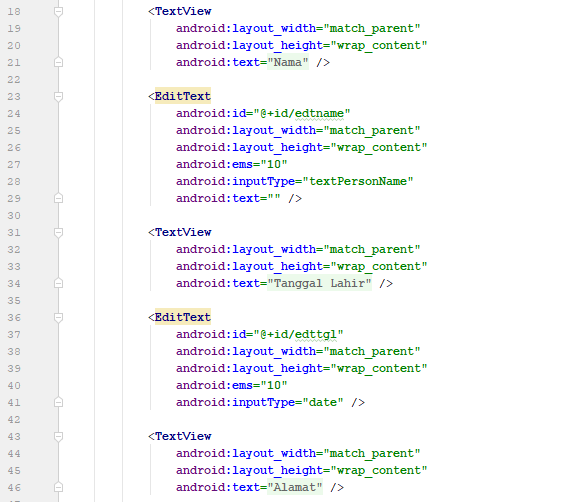 18 <TextView
19 android:layout_width="match_parent"
20 android:layout_height="wrap_content"
21 android:text="Nama" />
22
23 <EditText
24 android:id="@+id/edtname"
25 android:layout_width="match_parent"
26 android:layout_height="wrap_content"
27 android:ems="10"
28 android:inputType="textPersonName"
29 android:text="" />
30
31 <TextView
32 android:layout_width="match_parent"
33 android:layout_height="wrap_content"
34 android:text="Tanggal Lahir" />
35
36 <EditText
37 android:id="@+id/edttgl"
38 android:layout_width="match_parent"
39 android:layout_height="wrap_content"
40 android:ems="10"
41 android:inputType="date" />
42
43 <TextView
44 android:layout_width="match_parent"
45 android:layout_height="wrap_content"
46 android:text="Alamat" />